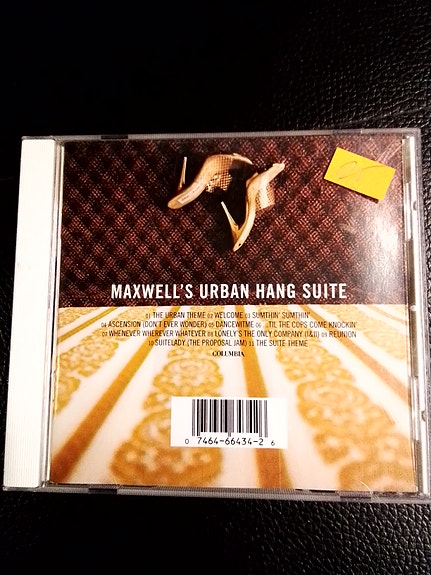 MAXWELL'S URBAN HANG SUITE
01 THE URBAN THEME 02 WELCOME 03 SUMTHIN' SUMTHIN'
04 ASCENSION (DON'T EVER WONDER) 05 DANCEWITME 06 ...TIL THE COPS COME KNOCKIN'
07 WHENEVER WHEREVER WHATEVER 08 LONELY'S THE ONLY COMPANY (I&II) 09 REUNION
10 SUITELADY (THE PROPOSAL JAM) 11 THE SUITE THEME
COLUMBIA
0 7464-66434-2 6